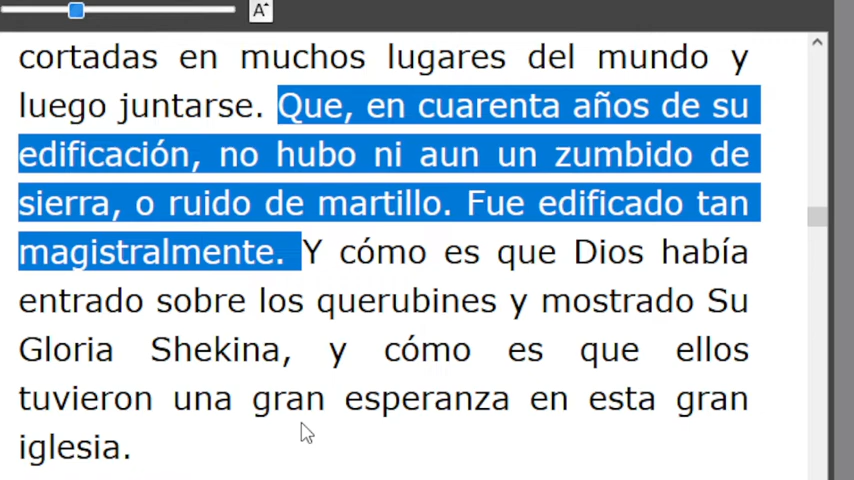 A
cortadas en muchos lugares del mundo y
luego juntarse. Que, en cuarenta años de su
edificación, no hubo ni aun un zumbido de
sierra, o ruido de martillo. Fue edificado tan
magistralmente. Y cómo es que Dios había
entrado sobre los querubines y mostrado Su
Gloria Shekina, y cómo es que ellos
tuvieron una gran esperanza en esta gran
iglesia.